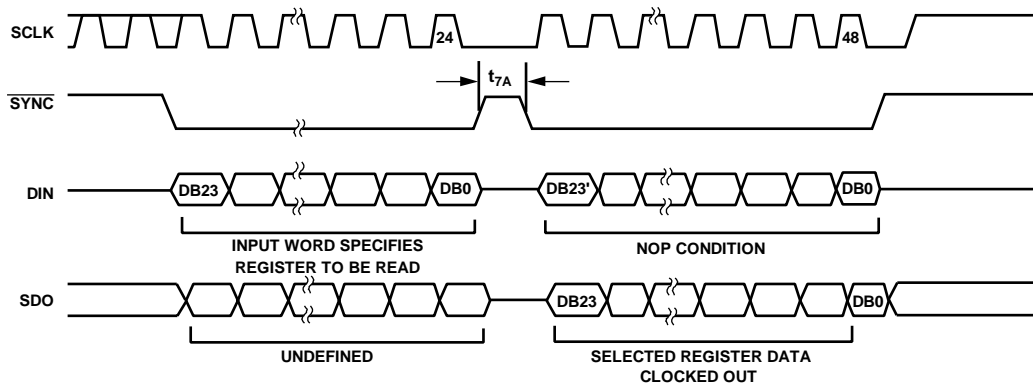 SCLK
24
48
t7A
SYNC
DIN
DB23
DB0
DB23'
DB0
INPUT WORD SPECIFIES
REGISTER TO BE READ
NOP CONDITION
SDO
DB23
DB0
UNDEFINED
SELECTED REGISTER DATA
CLOCKED OUT